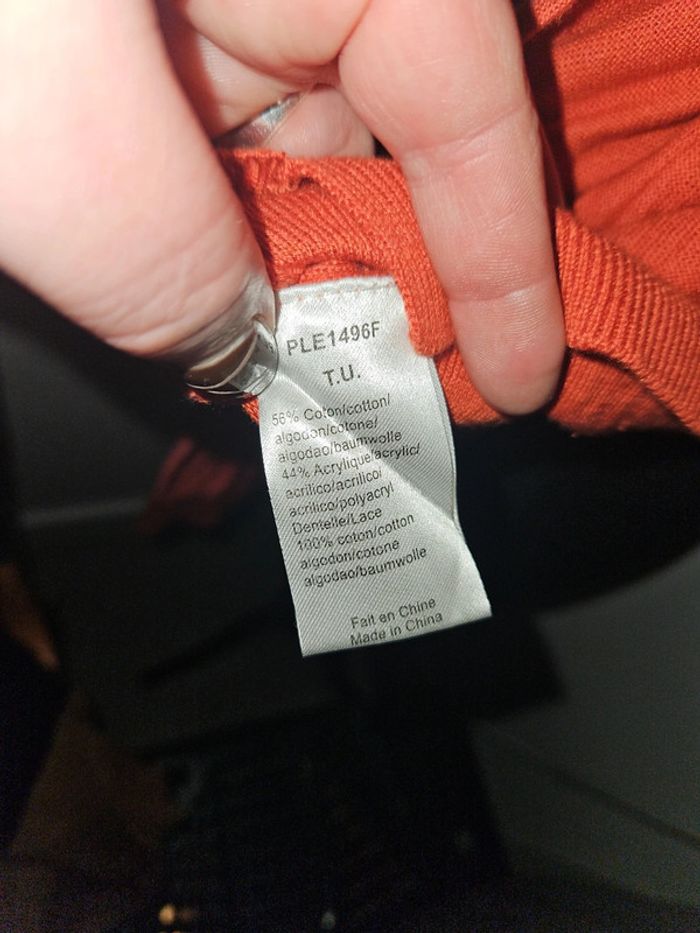 PLE1496F
T.U.
56% Coton/cotton/
algodon/cotone/
algodao/baumwolle
44% Acrylique/acrylic/
acrilico/acrilico/
acrilico/polyacryl
Dentelle/Lace
100% coton/cotton
algodon/cotone
algodao/baumwolle
Fait en Chine
Made in China